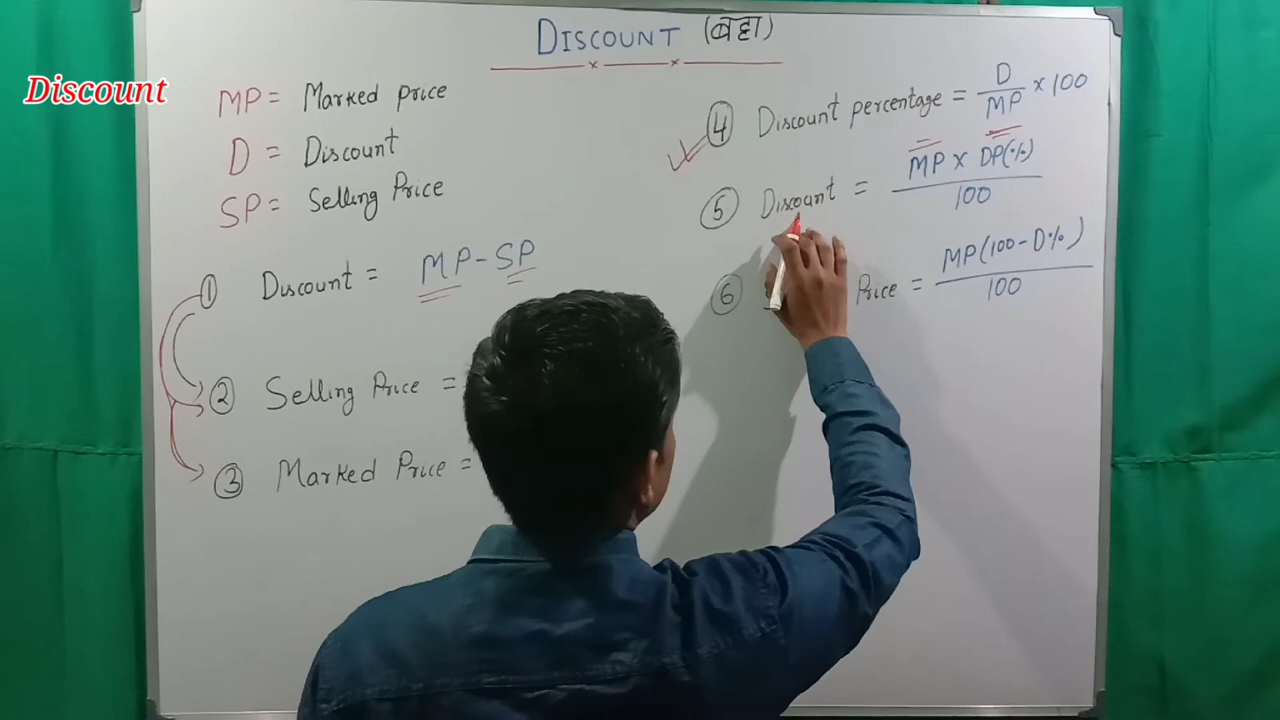 Discount
DISCOUNT (बट्टा)
MP = Marked price
D = Discount
SP = Selling Price
① Discount = MP - SP
② Selling Price =
③ Marked Price =
④ Discount percentage = D/MP × 100
⑤ Discount = MP × DP(%)/100
⑥ Price = MP(100 - D%)/100